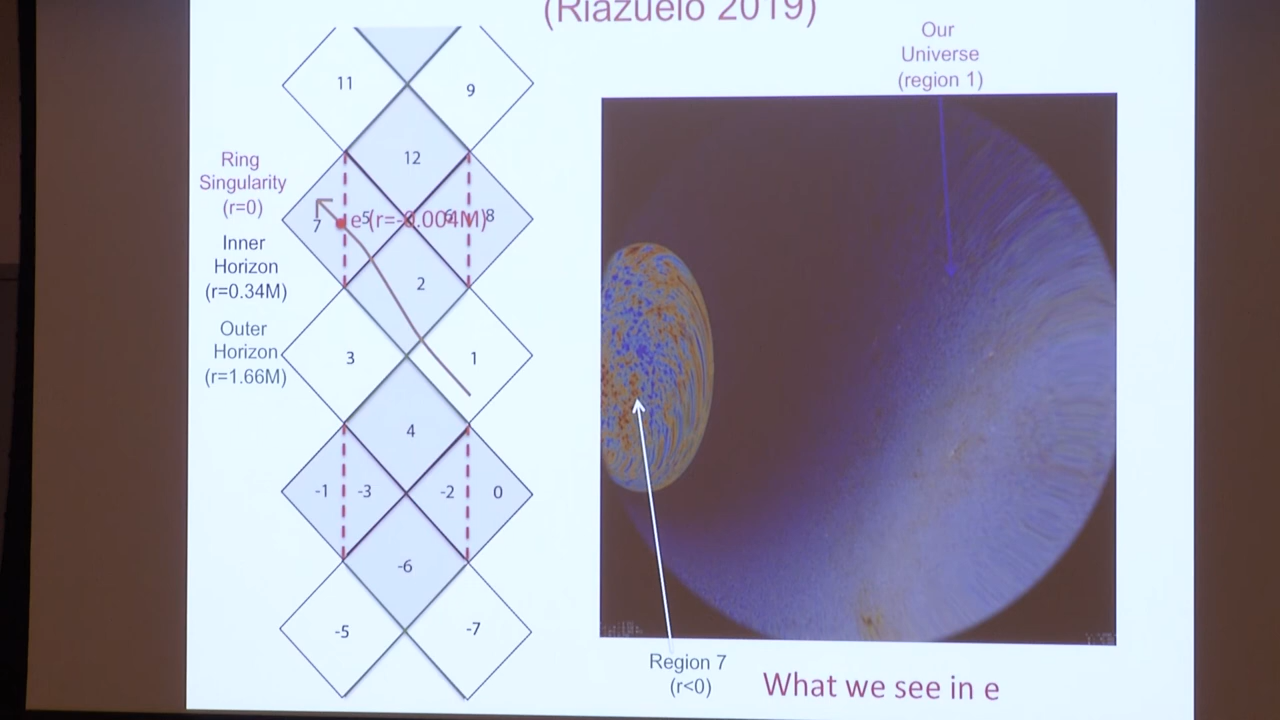 (Riazuelo 2019)
Our
Universe
(region 1)
11
9
12
Ring
Singularity
(r=0)
7
5
6
8
e (r=-0.004M)
Inner
Horizon
(r=0.34M)
2
Outer
Horizon
(r=1.66M)
3
1
4
-1
-3
-2
0
-6
-5
-7
Region 7
(r<0)
What we see in e